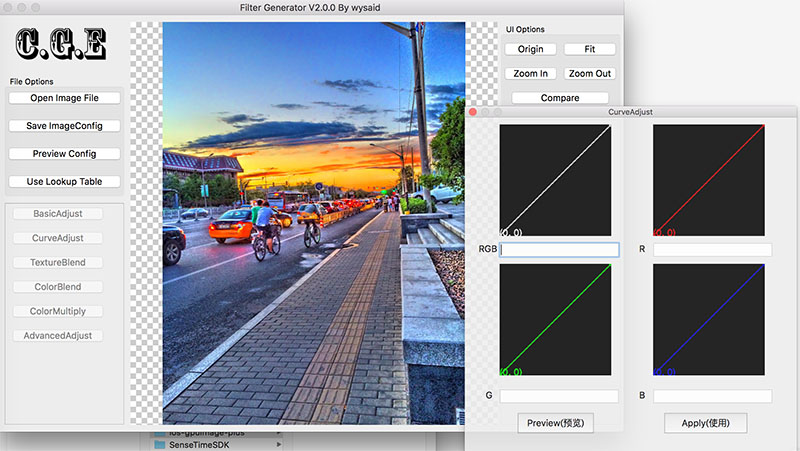 Filter Generator V2.0.0 By wysaid
C.G.E
File Options
Open Image File
Save ImageConfig
Preview Config
Use Lookup Table
BasicAdjust
CurveAdjust
TextureBlend
ColorBlend
ColorMultiply
AdvancedAdjust
UI Options
Origin
Fit
Zoom In
Zoom Out
Compare
CurveAdjust
(0, 0)
(0, 0)
RGB
R
(0, 0)
(0, 0)
G
B
Preview(预览)
Apply(使用)
ios-gpuimage-plus
SenseTimeSDK